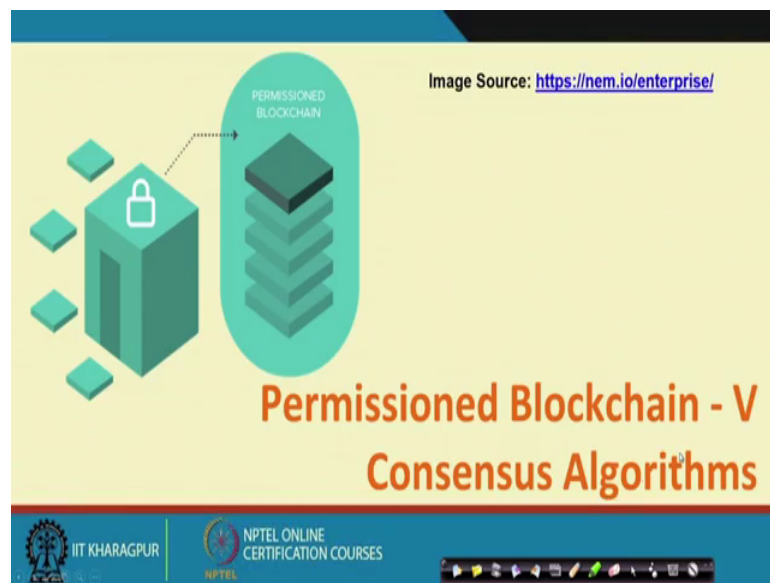 PERMISSIONED
BLOCKCHAIN
Image Source: https://nem.io/enterprise/
Permissioned Blockchain - V
Consensus Algorithms
IIT KHARAGPUR
NPTEL
NPTEL ONLINE
CERTIFICATION COURSES